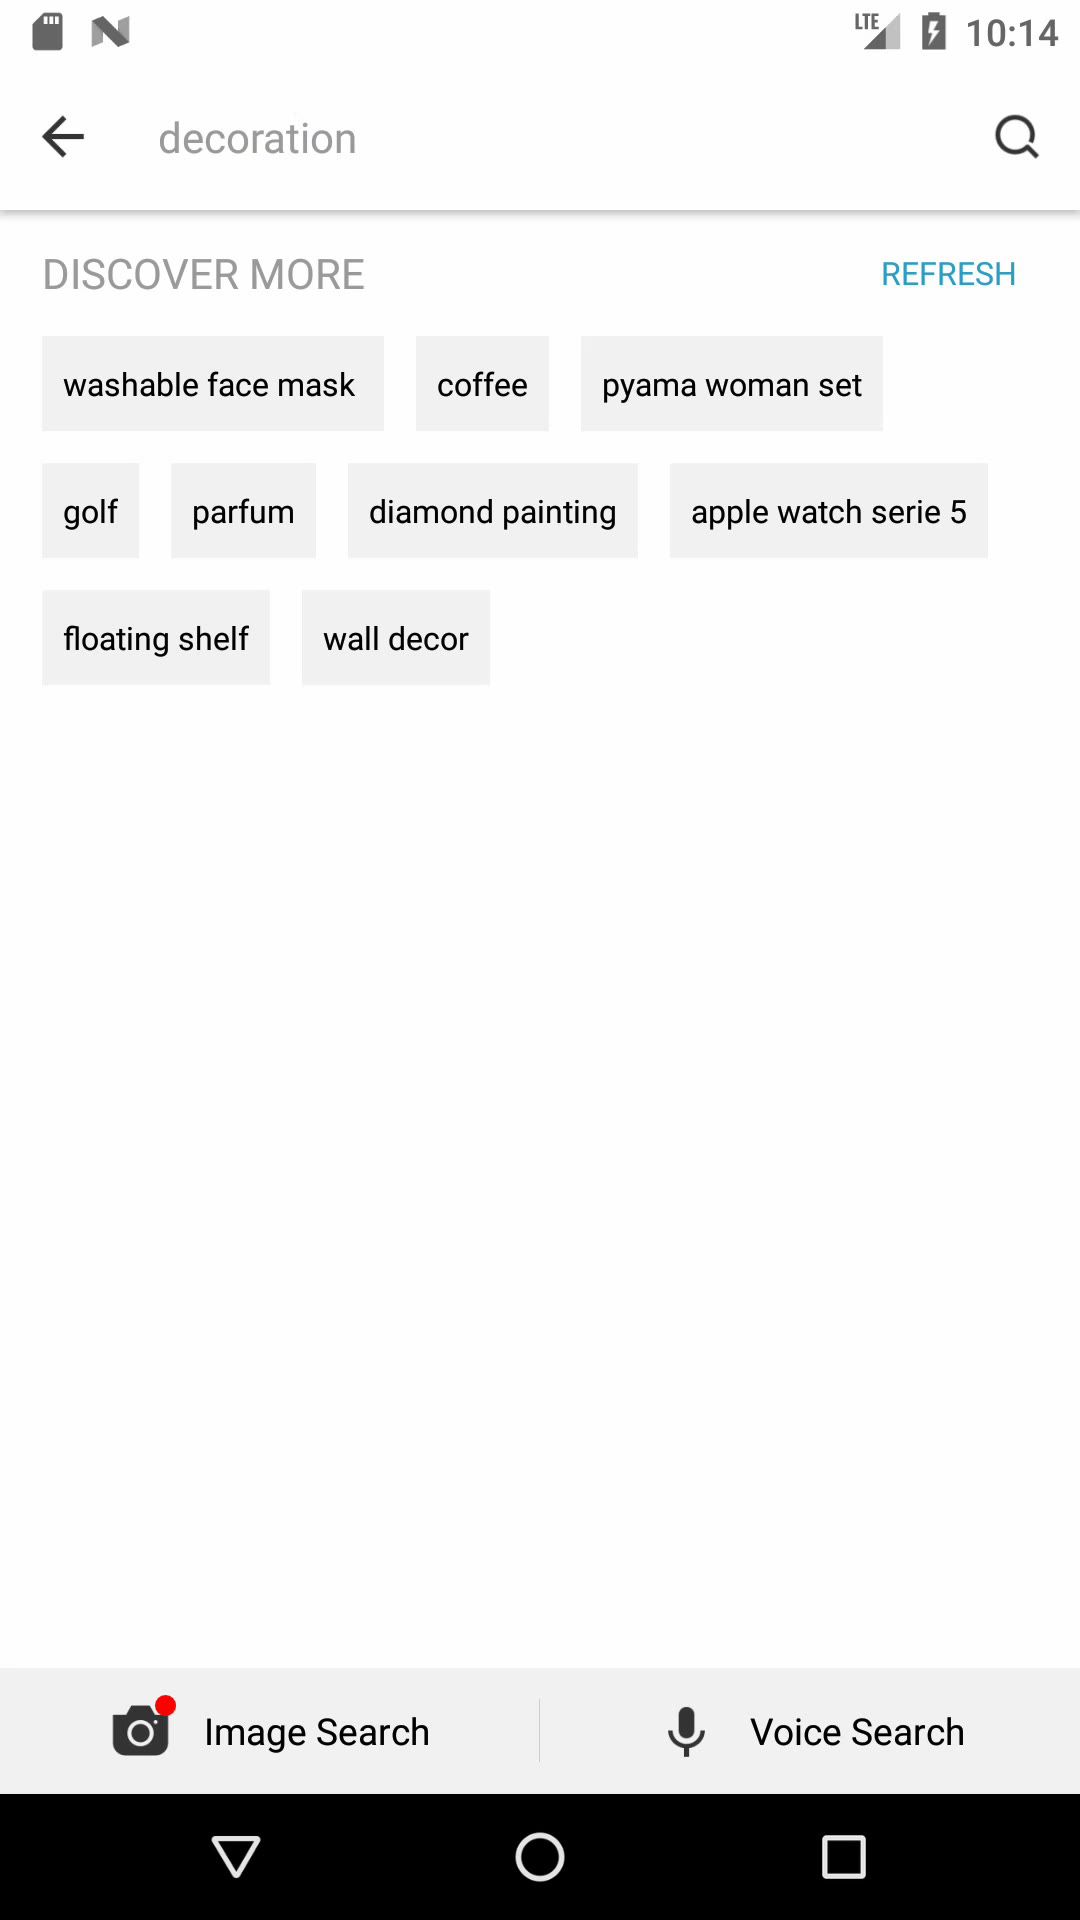 LTE 10:14
decoration
DISCOVER MORE REFRESH
washable face mask coffee pyama woman set
golf parfum diamond painting apple watch serie 5
floating shelf wall decor
Image Search Voice Search